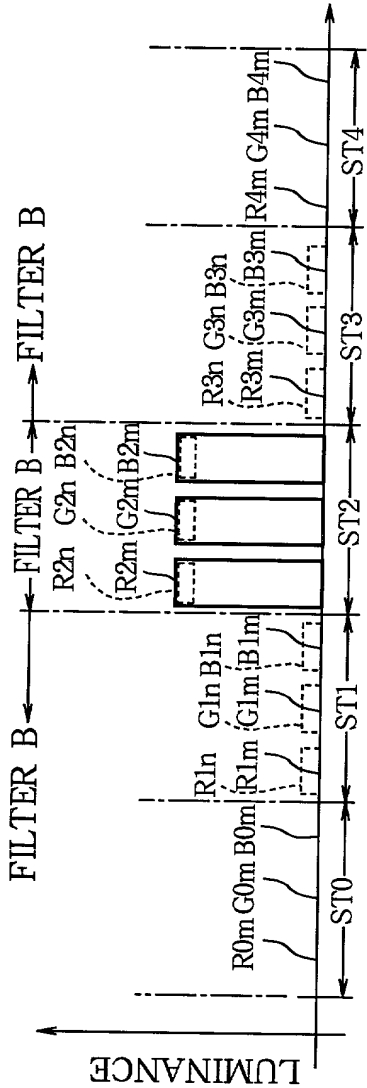 FILTER B
FILTER B
FILTER B
LUMINANCE
R0m G0m B0m
R1n G1n B1n
R1m G1m B1m
R2n G2n B2n
R2m G2m B2m
R3n G3n B3n
R3m G3m B3m
R4m G4m B4m
ST0
ST1
ST2
ST3
ST4